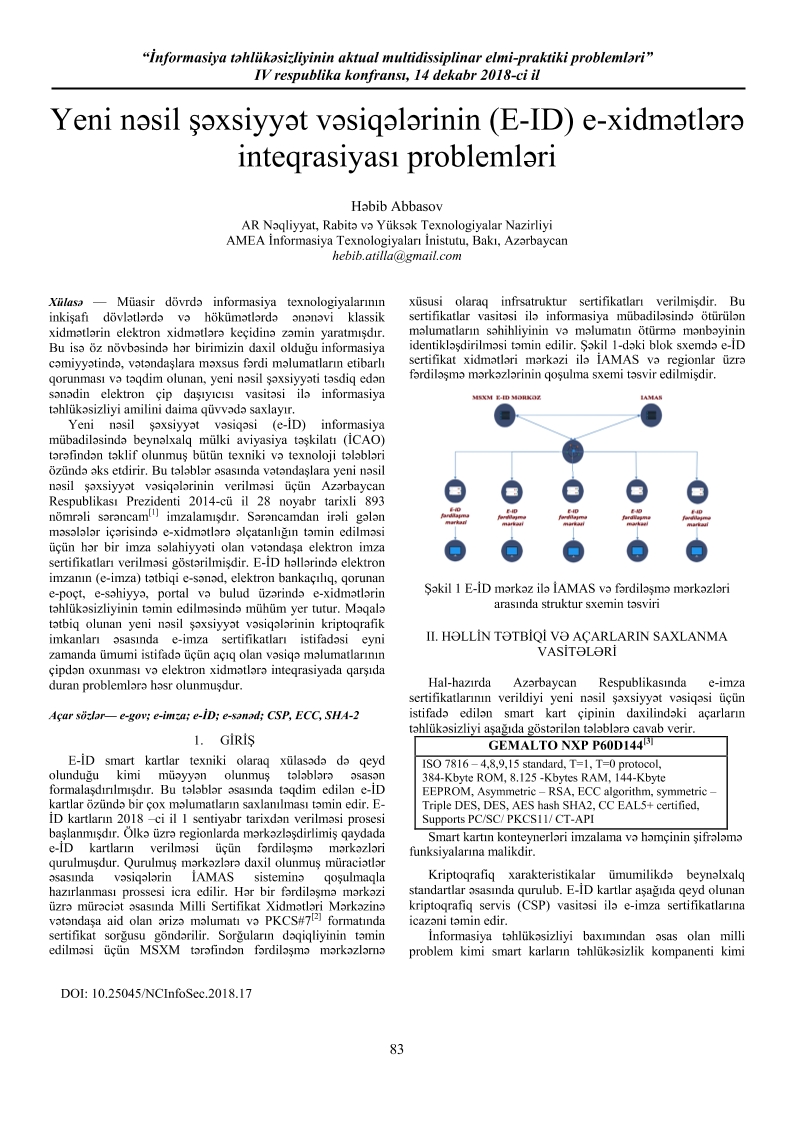 “İnformasiya təhlükəsizliyinin aktual multidissiplinar elmi-praktiki problemləri”
IV respublika konfransı, 14 dekabr 2018-ci il
Yeni nəsil şəxsiyyət vəsiqələrinin (E-ID) e-xidmətlərə
inteqrasiyası problemləri
Həbib Abbasov
AR Nəqliyyat, Rabitə və Yüksək Texnologiyalar Nazirliyi
AMEA İnformasiya Texnologiyaları İnistutu, Bakı, Azərbaycan
hebib.atilla@gmail.com
Xülasə — Müasir dövrdə informasiya texnologiyalarının
inkişafı dövlətlərdə və hökümətlərdə ənənəvi klassik
xidmətlərin elektron xidmətlərə keçidinə zəmin yaratmışdır.
Bu isə öz növbəsində hər birimizin daxil olduğu informasiya
cəmiyyətində, vətəndaşlara məxsus fərdi məlumatların etibarlı
qorunması və təqdim olunan, yeni nəsil şəxsiyyəti təsdiq edən
sənədin elektron çip daşıyıcısı vasitəsi ilə informasiya
təhlükəsizliyi amilini daima qüvvədə saxlayır.
Yeni nəsil şəxsiyyət vəsiqəsi (e-İD) informasiya
mübadiləsində beynəlxalq mülki aviyasiya təşkilatı (İCAO)
tərəfindən təklif olunmuş bütün texniki və texnoloji tələbləri
özündə əks etdirir. Bu tələblər əsasında vətəndaşlara yeni nəsil
nəsil şəxsiyyət vəsiqələrinin verilməsi üçün Azərbaycan
Respublikası Prezidenti 2014-cü il 28 noyabr tarixli 893
nömrəli sərəncam[1] imzalamışdır. Sərəncamdan irəli gələn
məsələlər içərisində e-xidmətlərə əlçatanlığın təmin edilməsi
üçün hər bir imza səlahiyyəti olan vətəndaşa elektron imza
sertifikatları verilməsi göstərilmişdir. E-İD həllərində elektron
imzanın (e-imza) tətbiqi e-sənəd, elektron bankaçılıq, qorunan
e-poçt, e-səhiyyə, portal və bulud üzərində e-xidmətlərin
təhlükəsizliyinin təmin edilməsində mühüm yer tutur. Məqalə
tətbiq olunan yeni nəsil şəxsiyyət vəsiqələrinin kriptoqrafik
imkanları əsasında e-imza sertifikatları istifadəsi eyni
zamanda ümumi istifadə üçün açıq olan vəsiqə məlumatlarının
çipdən oxunması və elektron xidmətlərə inteqrasiyada qarşıda
duran problemlərə həsr olunmuşdur.
Açar sözlər— e-gov; e-imza; e-İD; e-sənəd; CSP, ECC, SHA-2
1. GİRİŞ
E-İD smart kartlar texniki olaraq xülasədə də qeyd
olunduğu kimi müəyyən olunmuş tələblərə əsasən
formalaşdırılmışdır. Bu tələblər əsasında təqdim edilən e-İD
kartlar özündə bir çox məlumatların saxlanılması təmin edir. E-
İD kartların 2018 –ci il 1 sentiyabr tarixdən verilməsi prosesi
başlanmışdır. Ölkə üzrə regionlarda mərkəzləşdirlimiş qaydada
e-İD kartların verilməsi üçün fərdiləşmə mərkəzləri
qurulmuşdur. Qurulmuş mərkəzlərə daxil olunmuş müraciətlər
əsasında vəsiqələrin İAMAS sisteminə qoşulmaqla
hazırlanması prossesi icra edilir. Hər bir fərdiləşmə mərkəzi
üzrə mürəciət əsasında Milli Sertifikat Xidmətləri Mərkəzinə
vətəndaşa aid olan ərizə məlumatı və PKCS#7[2] formatında
sertifikat sorğusu göndərilir. Sorğuların dəqiqliyinin təmin
edilməsi üçün MSXM tərəfindən fərdiləşmə mərkəzlərnə
xüsusi olaraq infrsatruktur sertifikatları verilmişdir. Bu
sertifikatlar vasitəsi ilə informasiya mübadiləsində ötürülən
məlumatların səhihliyinin və məlumatın ötürmə mənbəyinin
identikləşdirilməsi təmin edilir. Şəkil 1-dəki blok sxemdə e-İD
sertifikat xidmətləri mərkəzi ilə İAMAS və regionlar üzrə
fərdiləşmə mərkəzlərinin qoşulma sxemi təsvir edilmişdir.
MSXM E-ID MƏRKƏZ İAMAS
E-ID E-ID E-ID E-ID E-ID
fərdiləşmə fərdiləşmə fərdiləşmə fərdiləşmə fərdiləşmə
mərkəzi mərkəzi mərkəzi mərkəzi mərkəzi
Şəkil 1 E-İD mərkəz ilə İAMAS və fərdiləşmə mərkəzləri
arasında struktur sxemin təsviri
II. HƏLLİN TƏTBİQİ VƏ AÇARLARIN SAXLANMA
VASİTƏLƏRİ
Hal-hazırda Azərbaycan Respublikasında e-imza
sertifikatlarının verildiyi yeni nəsil şəxsiyyət vəsiqəsi üçün
istifadə edilən smart kart çipinin daxilindəki açarların
təhlükəsizliyi aşağıda göstərilən tələblərə cavab verir.
GEMALTO NXP P60D144[3]
ISO 7816 – 4,8,9,15 standard, T=1, T=0 protocol,
384-Kbyte ROM, 8.125 -Kbytes RAM, 144-Kbyte
EEPROM, Asymmetric – RSA, ECC algorithm, symmetric –
Triple DES, DES, AES hash SHA2, CC EAL5+ certified,
Supports PC/SC/ PKCS11/ CT-API
Smart kartın konteynerləri imzalama və həmçinin şifrələmə
funksiyalarına malikdir.
Kriptoqrafiq xarakteristikalar ümumilikdə beynəlxalq
standartlar əsasında qurulub. E-İD kartlar aşağıda qeyd olunan
kriptoqrafiq servis (CSP) vasitəsi ilə e-imza sertifikatlarına
icazəni təmin edir.
İnformasiya təhlükəsizliyi baxımından əsas olan milli
problem kimi smart karların təhlükəsizlik kompanenti kimi
DOI: 10.25045/NCInfoSec.2018.17
83